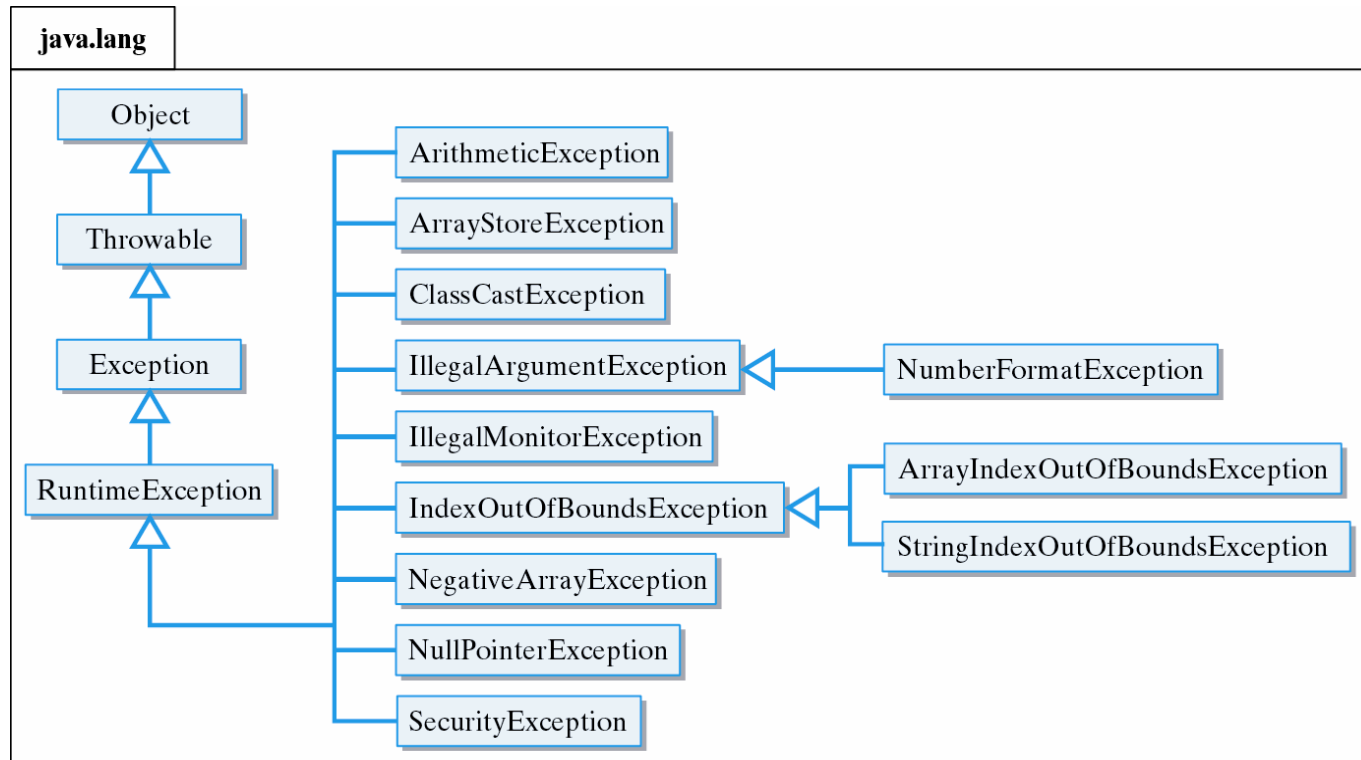 java.lang
Object
Throwable
Exception
RuntimeException
ArithmeticException
ArrayStoreException
ClassCastException
IllegalArgumentException
IllegalMonitorException
IndexOutOfBoundsException
NegativeArrayException
NullPointerException
SecurityException
NumberFormatException
ArrayIndexOutOfBoundsException
StringIndexOutOfBoundsException